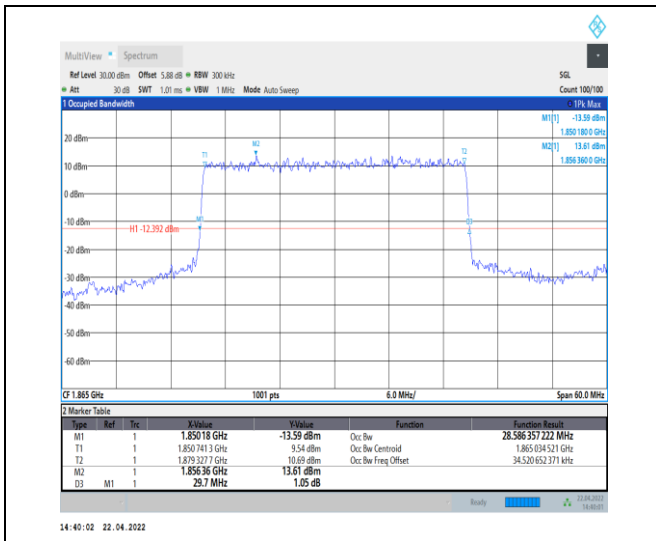 MultiView Spectrum
Ref Level 30.00 dBm Offset 5.88 dB RBW 300 kHz SGL
Att 30 dB SWT 1.01 ms VBW 1 MHz Mode Auto Sweep Count 100/100
1 Occupied Bandwidth 1Pk Max
M1[1] -13.59 dBm
1.850 180 0 GHz
M2[1] 13.61 dBm
1.856 360 0 GHz
20 dBm
M2
T1 T2
10 dBm
0 dBm
-10 dBm
M1 D3
H1 -12.392 dBm
-20 dBm
-30 dBm
-40 dBm
-50 dBm
-60 dBm
CF 1.865 GHz 1001 pts 6.0 MHz/ Span 60.0 MHz
2 Marker Table
Type Ref Trc X-Value Y-Value Function Function Result
M1 1 1.85018 GHz -13.59 dBm Occ Bw 28.586 357 222 MHz
T1 1 1.850 741 3 GHz 9.54 dBm Occ Bw Centroid 1.865 034 521 GHz
T2 1 1.879 327 7 GHz 10.69 dBm Occ Bw Freq Offset 34.520 652 371 kHz
M2 1 1.85636 GHz 13.61 dBm
D3 M1 1 29.7 MHz 1.05 dB
Ready 22.04.2022
14:40:01
14:40:02 22.04.2022